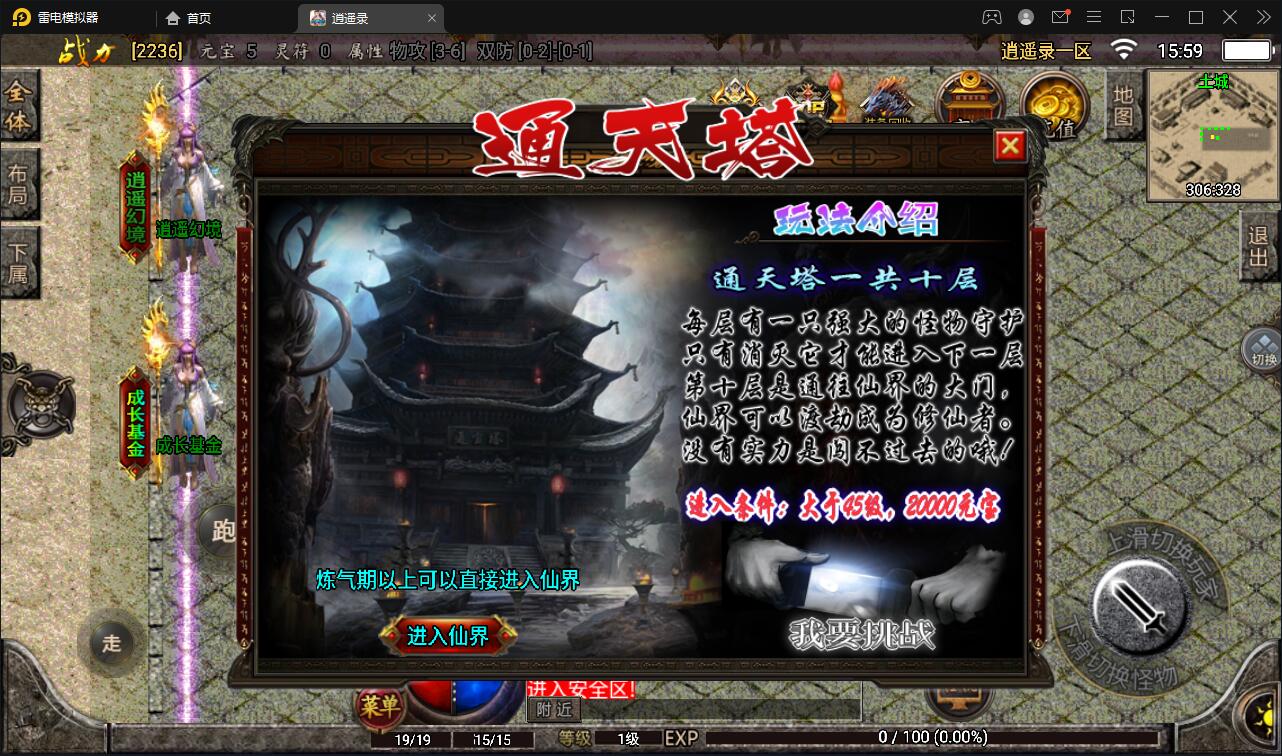 雷电模拟器
首页
逍遥录
战力 [2236] 元宝 5 灵符 0 属性 物攻 [3-6] 双防 [0-2]-[0-1]
逍遥录一区
15:59
全体
布局
下属
逍遥幻境
逍遥幻境
成长基金
成长基金
跑
走
通天塔
玩法介绍
通天塔一共十层
每层有一只强大的怪物守护
只有消灭它才能进入下一层
第十层是通往仙界的大门,
仙界可以渡劫成为修仙者。
没有实力是闯不过去的哦!
进入条件: 大于45级, 20000元宝
通天塔
炼气期以上可以直接进入仙界
进入仙界
我要挑战
地图
土城
306:328
退出
切换
上滑切换玩家
下滑切换怪物
进入安全区!
附近
菜单
19/19
15/15
等级
1级
EXP
0 / 100 (0.00%)